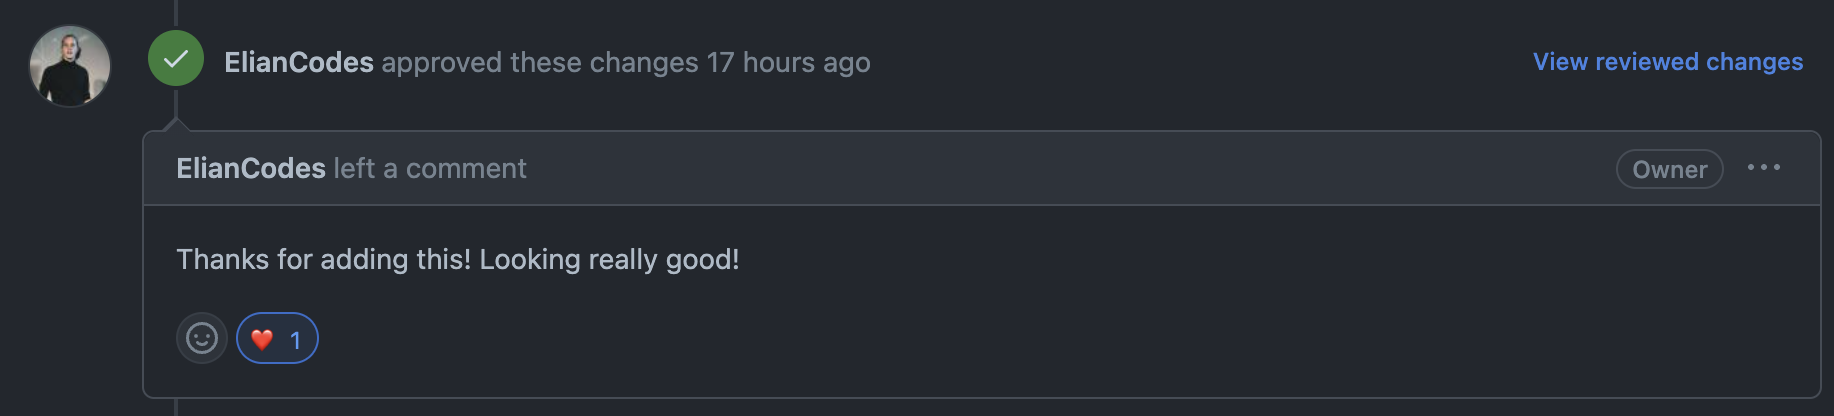 ElianCodes approved these changes 17 hours ago
View reviewed changes
ElianCodes left a comment
Owner
Thanks for adding this! Looking really good!
1